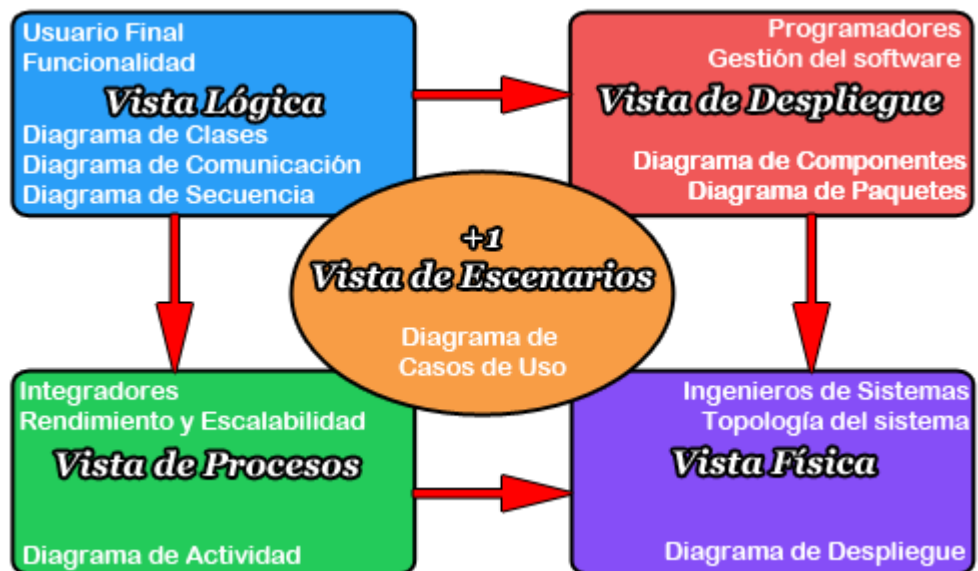 Usuario Final
Funcionalidad
Vista Lógica
Diagrama de Clases
Diagrama de Comunicación
Diagrama de Secuencia
Programadores
Gestión del software
Vista de Despliegue
Diagrama de Componentes
Diagrama de Paquetes
+1
Vista de Escenarios
Diagrama de
Casos de Uso
Integradores
Rendimiento y Escalabilidad
Vista de Procesos
Diagrama de Actividad
Ingenieros de Sistemas
Topología del sistema
Vista Física
Diagrama de Despliegue